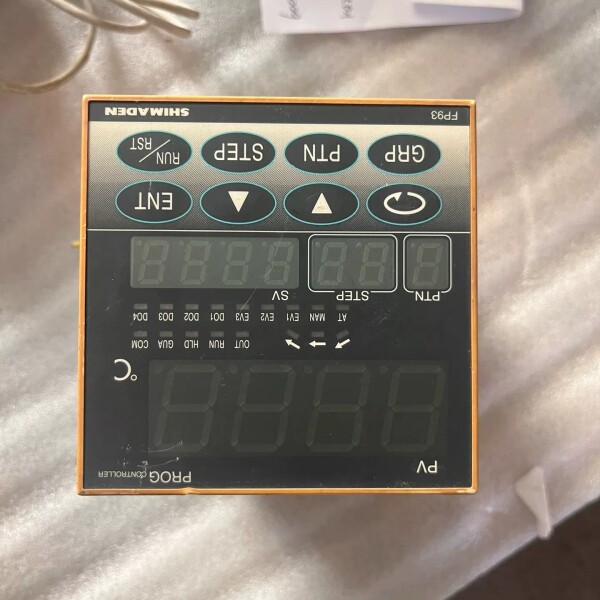 PV PROG CONTROLLER
°C
OUT RUN HLD GUA COM
AT MAN EV1 EV2 EV3 DO1 DO2 DO3 DO4
PTN STEP SV
ENT
GRP PTN STEP RUN/RST
FP93 SHIMADEN